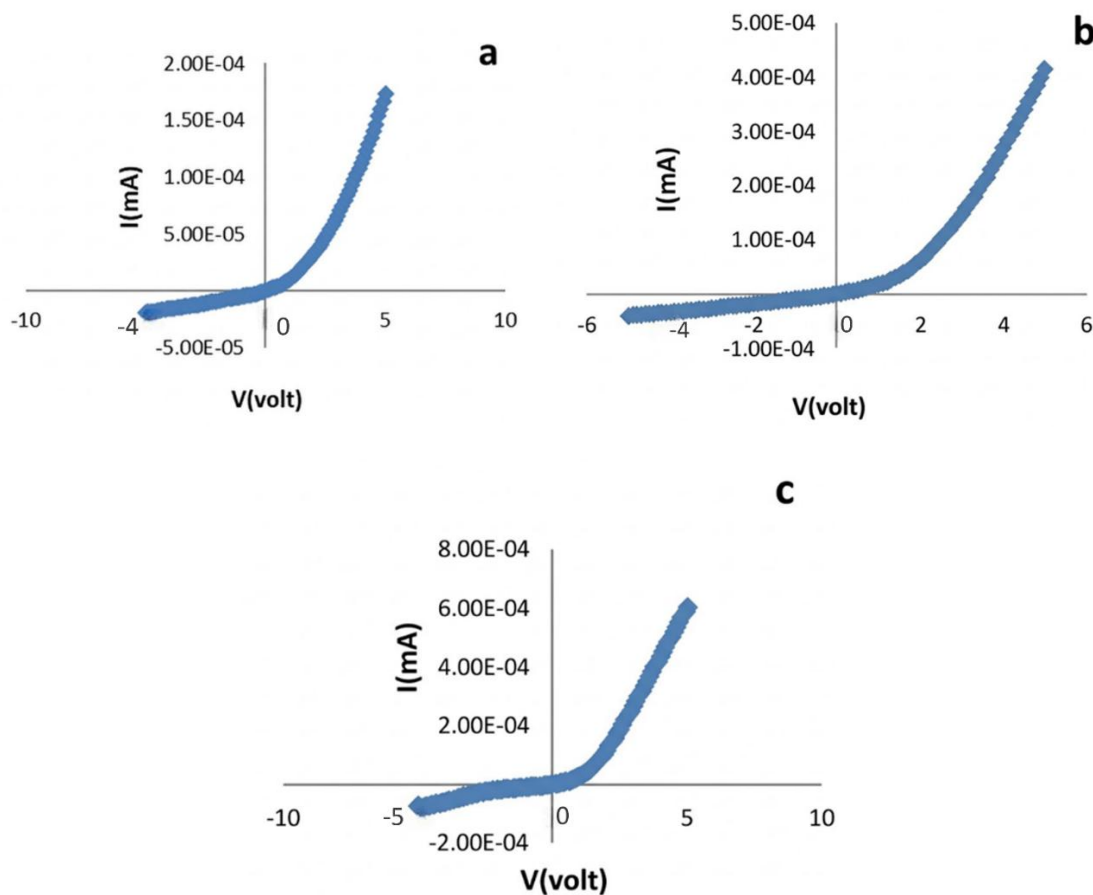 a
2.00E-04
1.50E-04
1.00E-04
5.00E-05
-10 -4 0 5 10
-5.00E-05
I(mA)
V(volt)
b
5.00E-04
4.00E-04
3.00E-04
2.00E-04
1.00E-04
-6 -4 -2 0 2 4 6
-1.00E-04
I(mA)
V(volt)
c
8.00E-04
6.00E-04
4.00E-04
2.00E-04
-10 -5 0 5 10
-2.00E-04
I(mA)
V(volt)